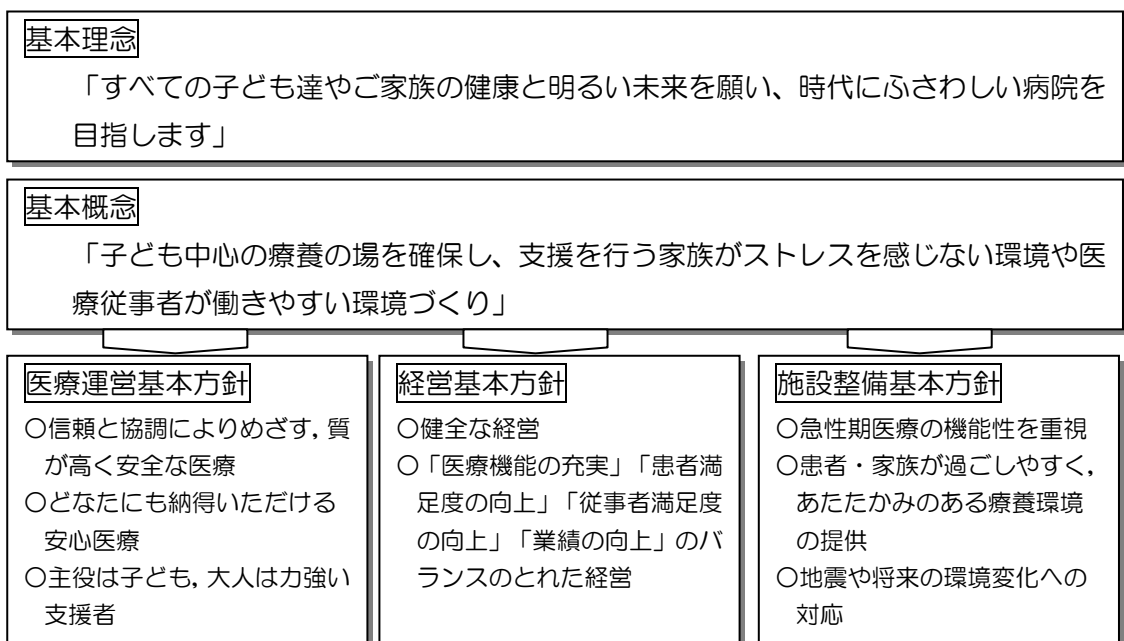 基本理念
「すべての子ども達やご家族の健康と明るい未来を願い、時代にふさわしい病院を
目指します」
基本概念
「子ども中心の療養の場を確保し、支援を行う家族がストレスを感じない環境や医
療従事者が働きやすい環境づくり」
医療運営基本方針
○信頼と協調によりめざす,質
が高く安全な医療
○どなたにも納得いただける
安心医療
○主役は子ども,大人は力強い
支援者
経営基本方針
○健全な経営
○「医療機能の充実」「患者満
足度の向上」「従事者満足度
の向上」「業績の向上」のバ
ランスのとれた経営
施設整備基本方針
○急性期医療の機能性を重視
○患者・家族が過ごしやすく,
あたたかみのある療養環境
の提供
○地震や将来の環境変化への
対応